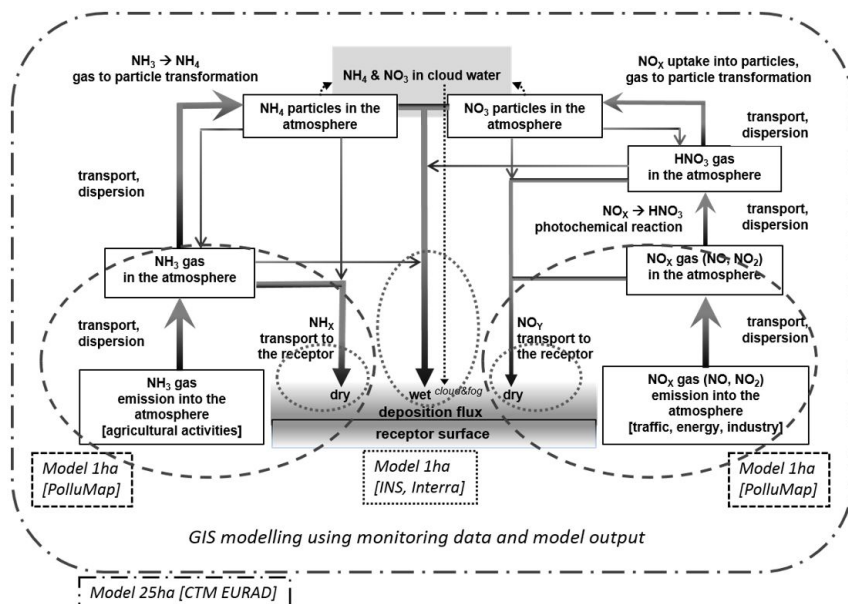 NH₃ → NH₄
gas to particle transformation
NH₄ & NO₃ in cloud water
NOₓ uptake into particles,
gas to particle transformation
NH₄ particles in the
atmosphere
NO₃ particles in the
atmosphere
transport,
dispersion
HNO₃ gas
in the atmosphere
transport,
dispersion
NOₓ → HNO₃
photochemical reaction
transport,
dispersion
NH₃ gas
in the atmosphere
NOₓ gas (NO, NO₂)
in the atmosphere
transport,
dispersion
NHₓ
transport to
the receptor
NOᵧ
transport to
the receptor
transport,
dispersion
NH₃ gas
emission into the
atmosphere
[agricultural activities]
dry
wet
cloud&fog
dry
NOₓ gas (NO, NO₂)
emission into the
atmosphere
[traffic, energy, industry]
deposition flux
receptor surface
Model 1ha
[PolluMap]
Model 1ha
[INS, Interra]
Model 1ha
[PolluMap]
GIS modelling using monitoring data and model output
Model 25ha [CTM EURAD]